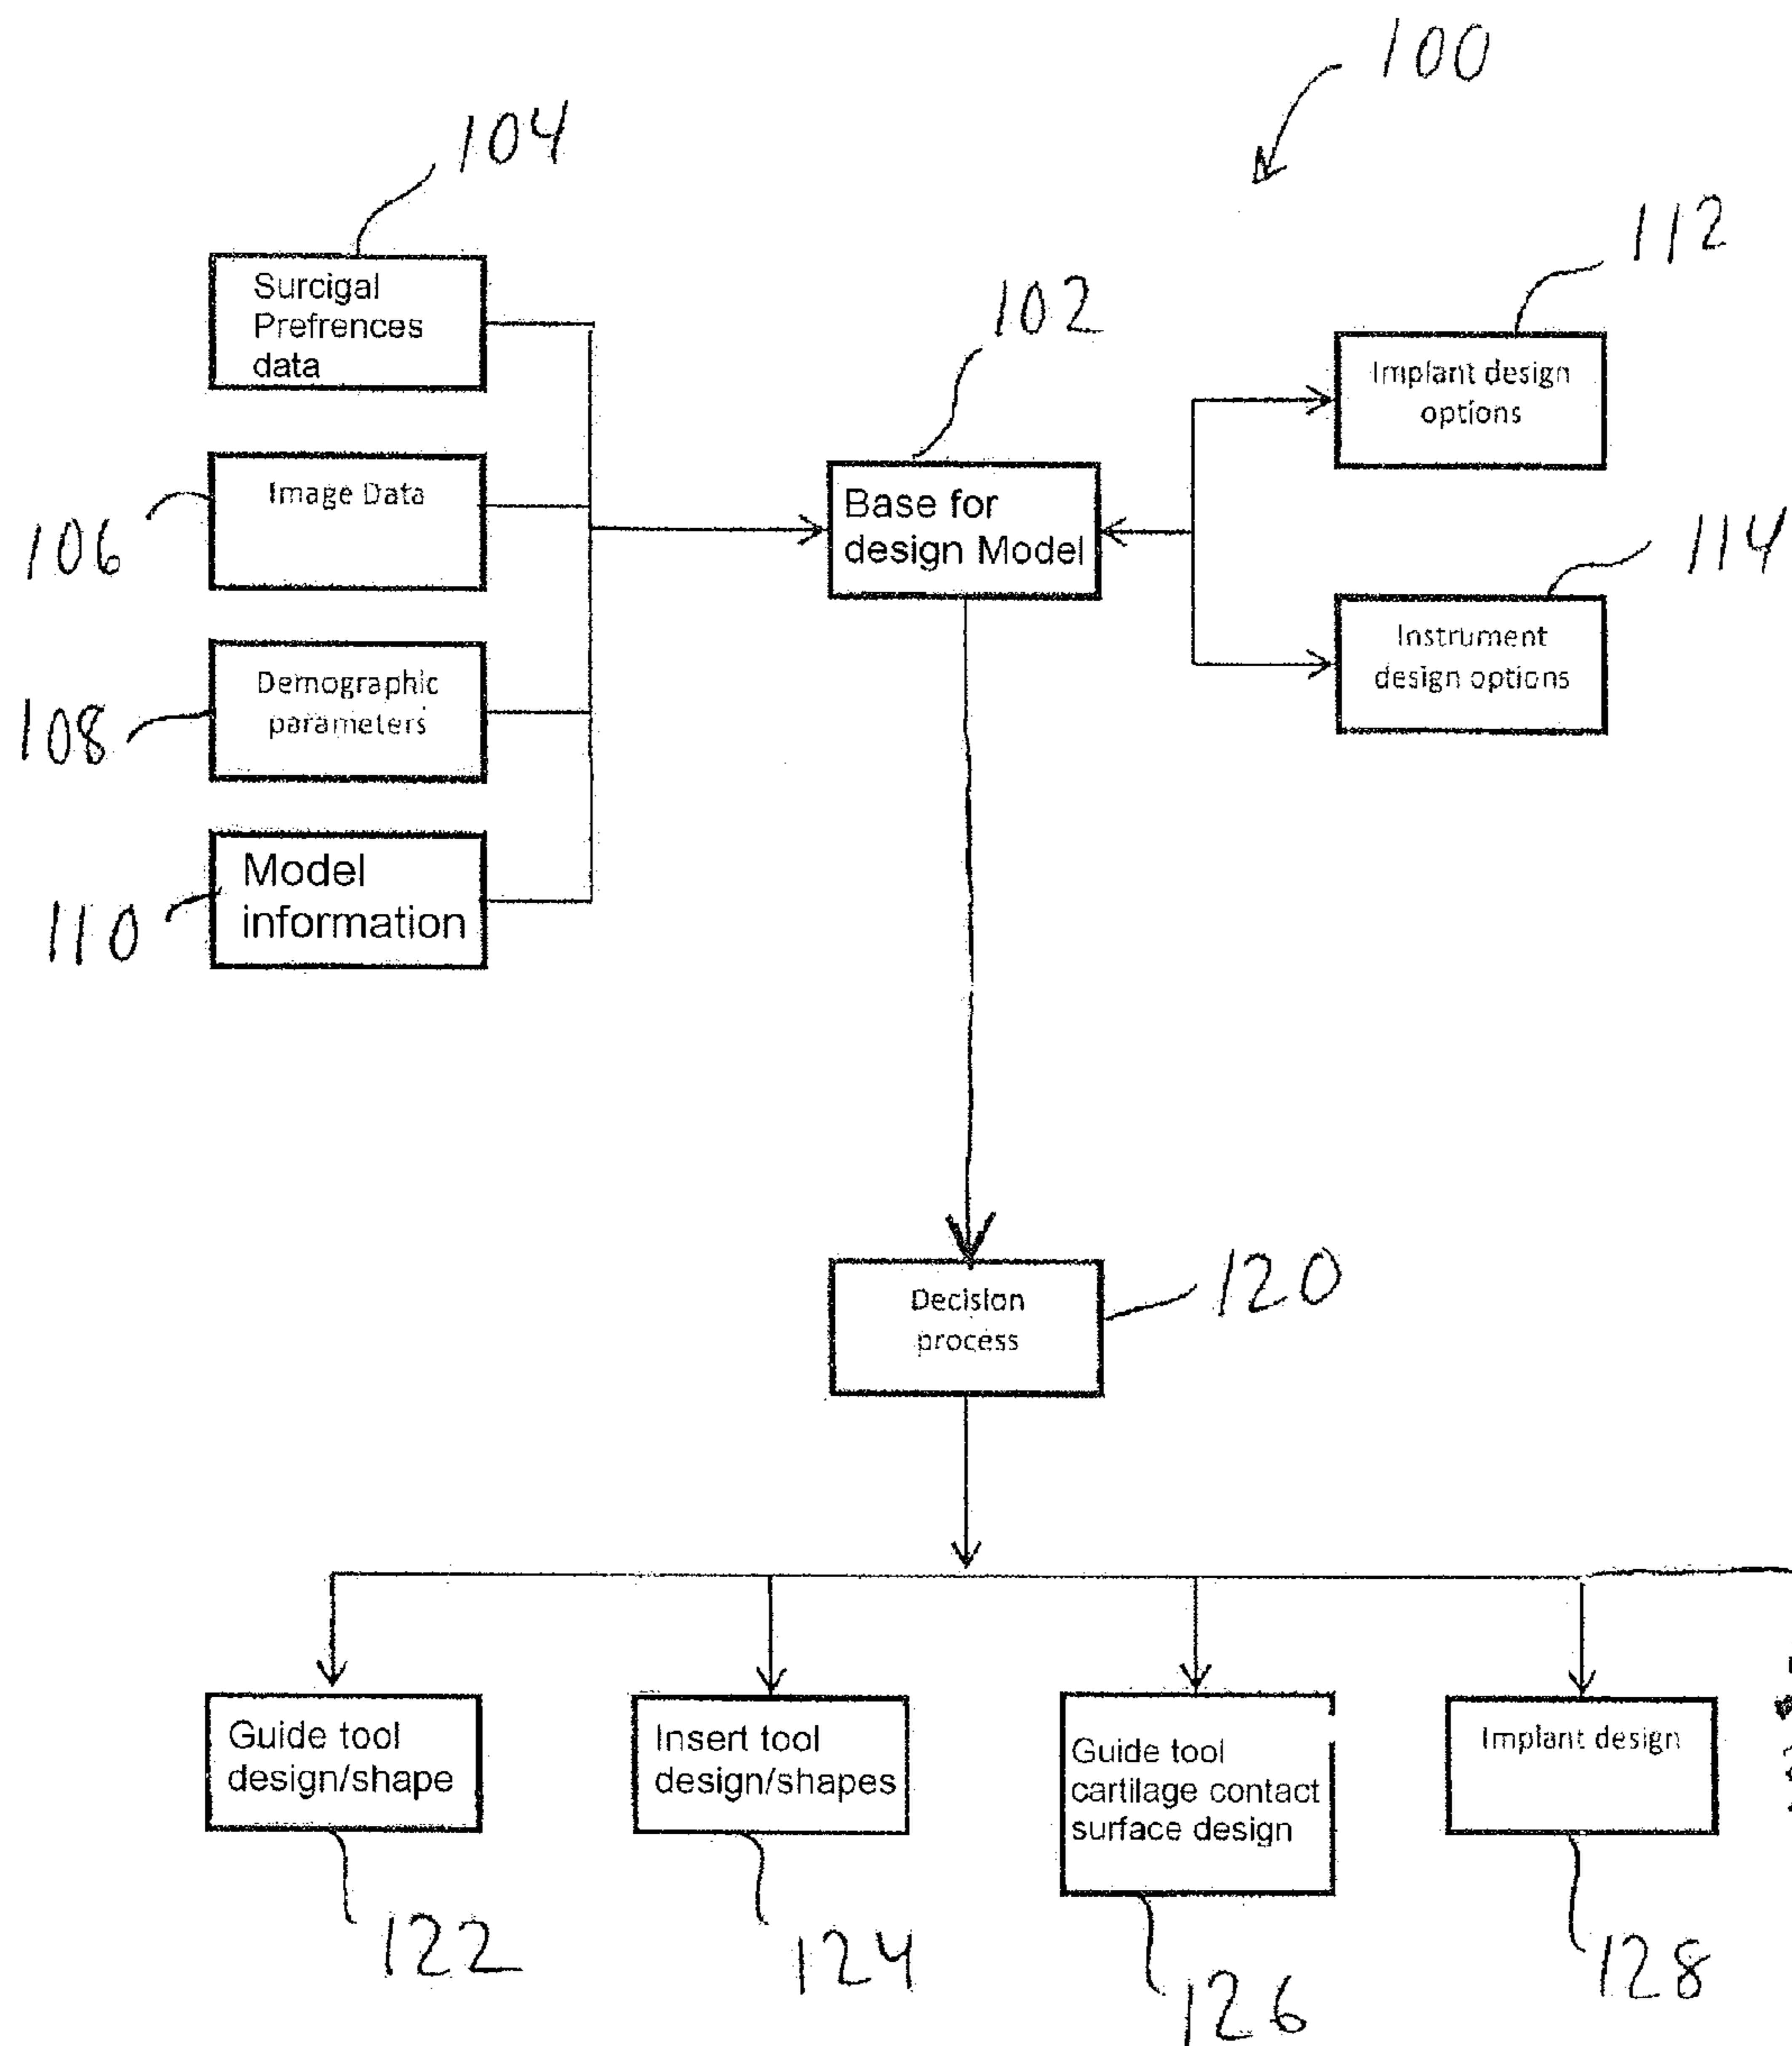 100
104
112
Surcigal
Prefrences
data
102
Implant design
options
Image Data
106
Base for
design Model
114
Demographic
parameters
108
Instrument
design options
Model
information
110
Decision
process
120
Guide tool
design/shape
Insert tool
design/shapes
Guide tool
cartilage contact
surface design
Implant design
122
124
126
128